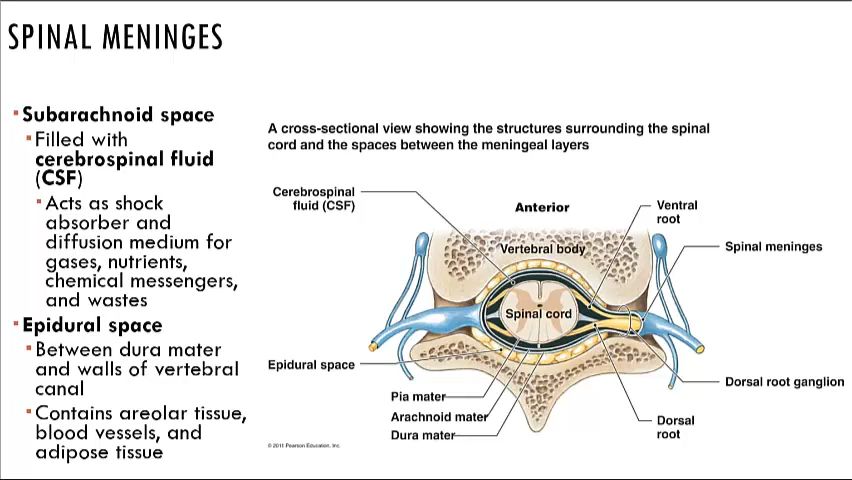 SPINAL MENINGES
Subarachnoid space
Filled with
cerebrospinal fluid
(CSF)
Acts as shock
absorber and
diffusion medium for
gases, nutrients,
chemical messengers,
and wastes
Epidural space
Between dura mater
and walls of vertebral
canal
Contains areolar tissue,
blood vessels, and
adipose tissue
A cross-sectional view showing the structures surrounding the spinal
cord and the spaces between the meningeal layers
Cerebrospinal
fluid (CSF)
Anterior
Ventral
root
Vertebral body
Spinal meninges
Spinal cord
Epidural space
Dorsal root ganglion
Pia mater
Arachnoid mater
Dura mater
Dorsal
root
© 2011 Pearson Education, Inc.